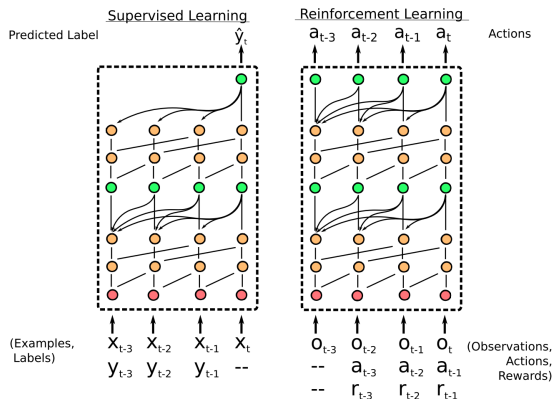 Supervised Learning
Reinforcement Learning
Predicted Label
ŷt
at-3 at-2 at-1 at
Actions
(Examples,
Labels)
xt-3 xt-2 xt-1 xt
yt-3 yt-2 yt-1 --
ot-3 ot-2 ot-1 ot
-- at-3 at-2 at-1
-- rt-3 rt-2 rt-1
(Observations,
Actions,
Rewards)